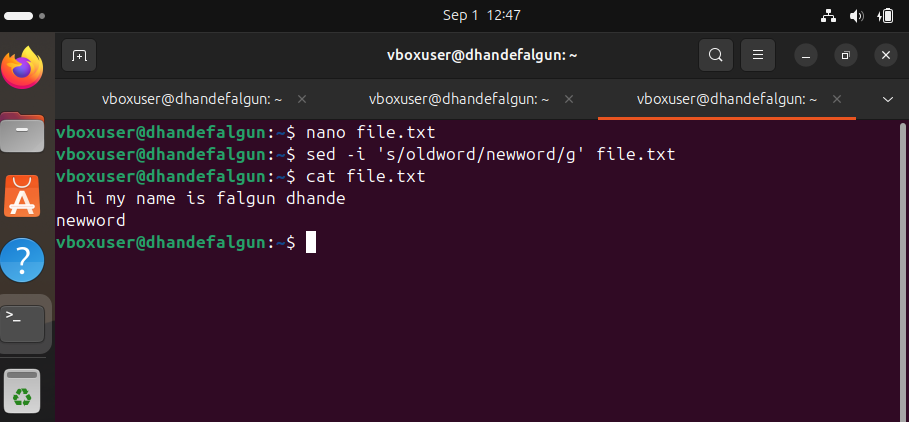 Sep 1 12:47
vboxuser@dhandefalgun: ~
vboxuser@dhandefalgun: ~ vboxuser@dhandefalgun: ~ vboxuser@dhandefalgun: ~
vboxuser@dhandefalgun:~$ nano file.txt
vboxuser@dhandefalgun:~$ sed -i 's/oldword/newword/g' file.txt
vboxuser@dhandefalgun:~$ cat file.txt
  hi my name is falgun dhande
newword
vboxuser@dhandefalgun:~$